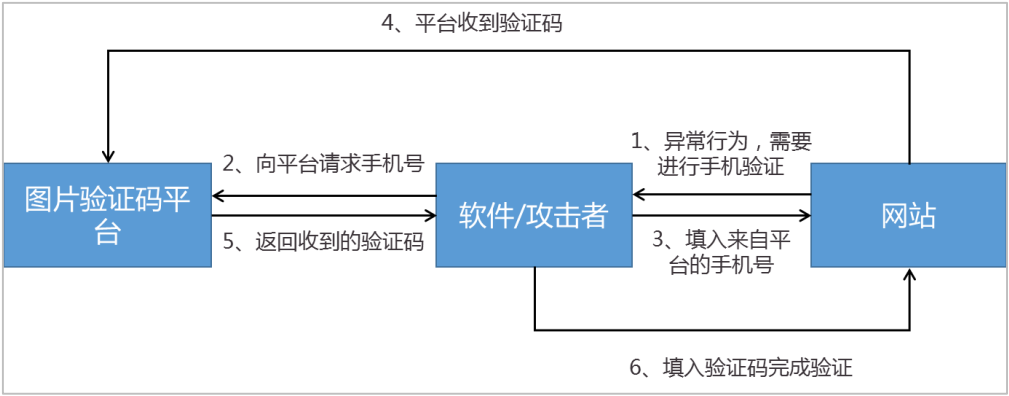 4、平台收到验证码
1、异常行为，需要
进行手机验证
2、向平台请求手机号
图片验证码平
台
软件/攻击者
网站
5、返回收到的验证码
3、填入来自平
台的手机号
6、填入验证码完成验证